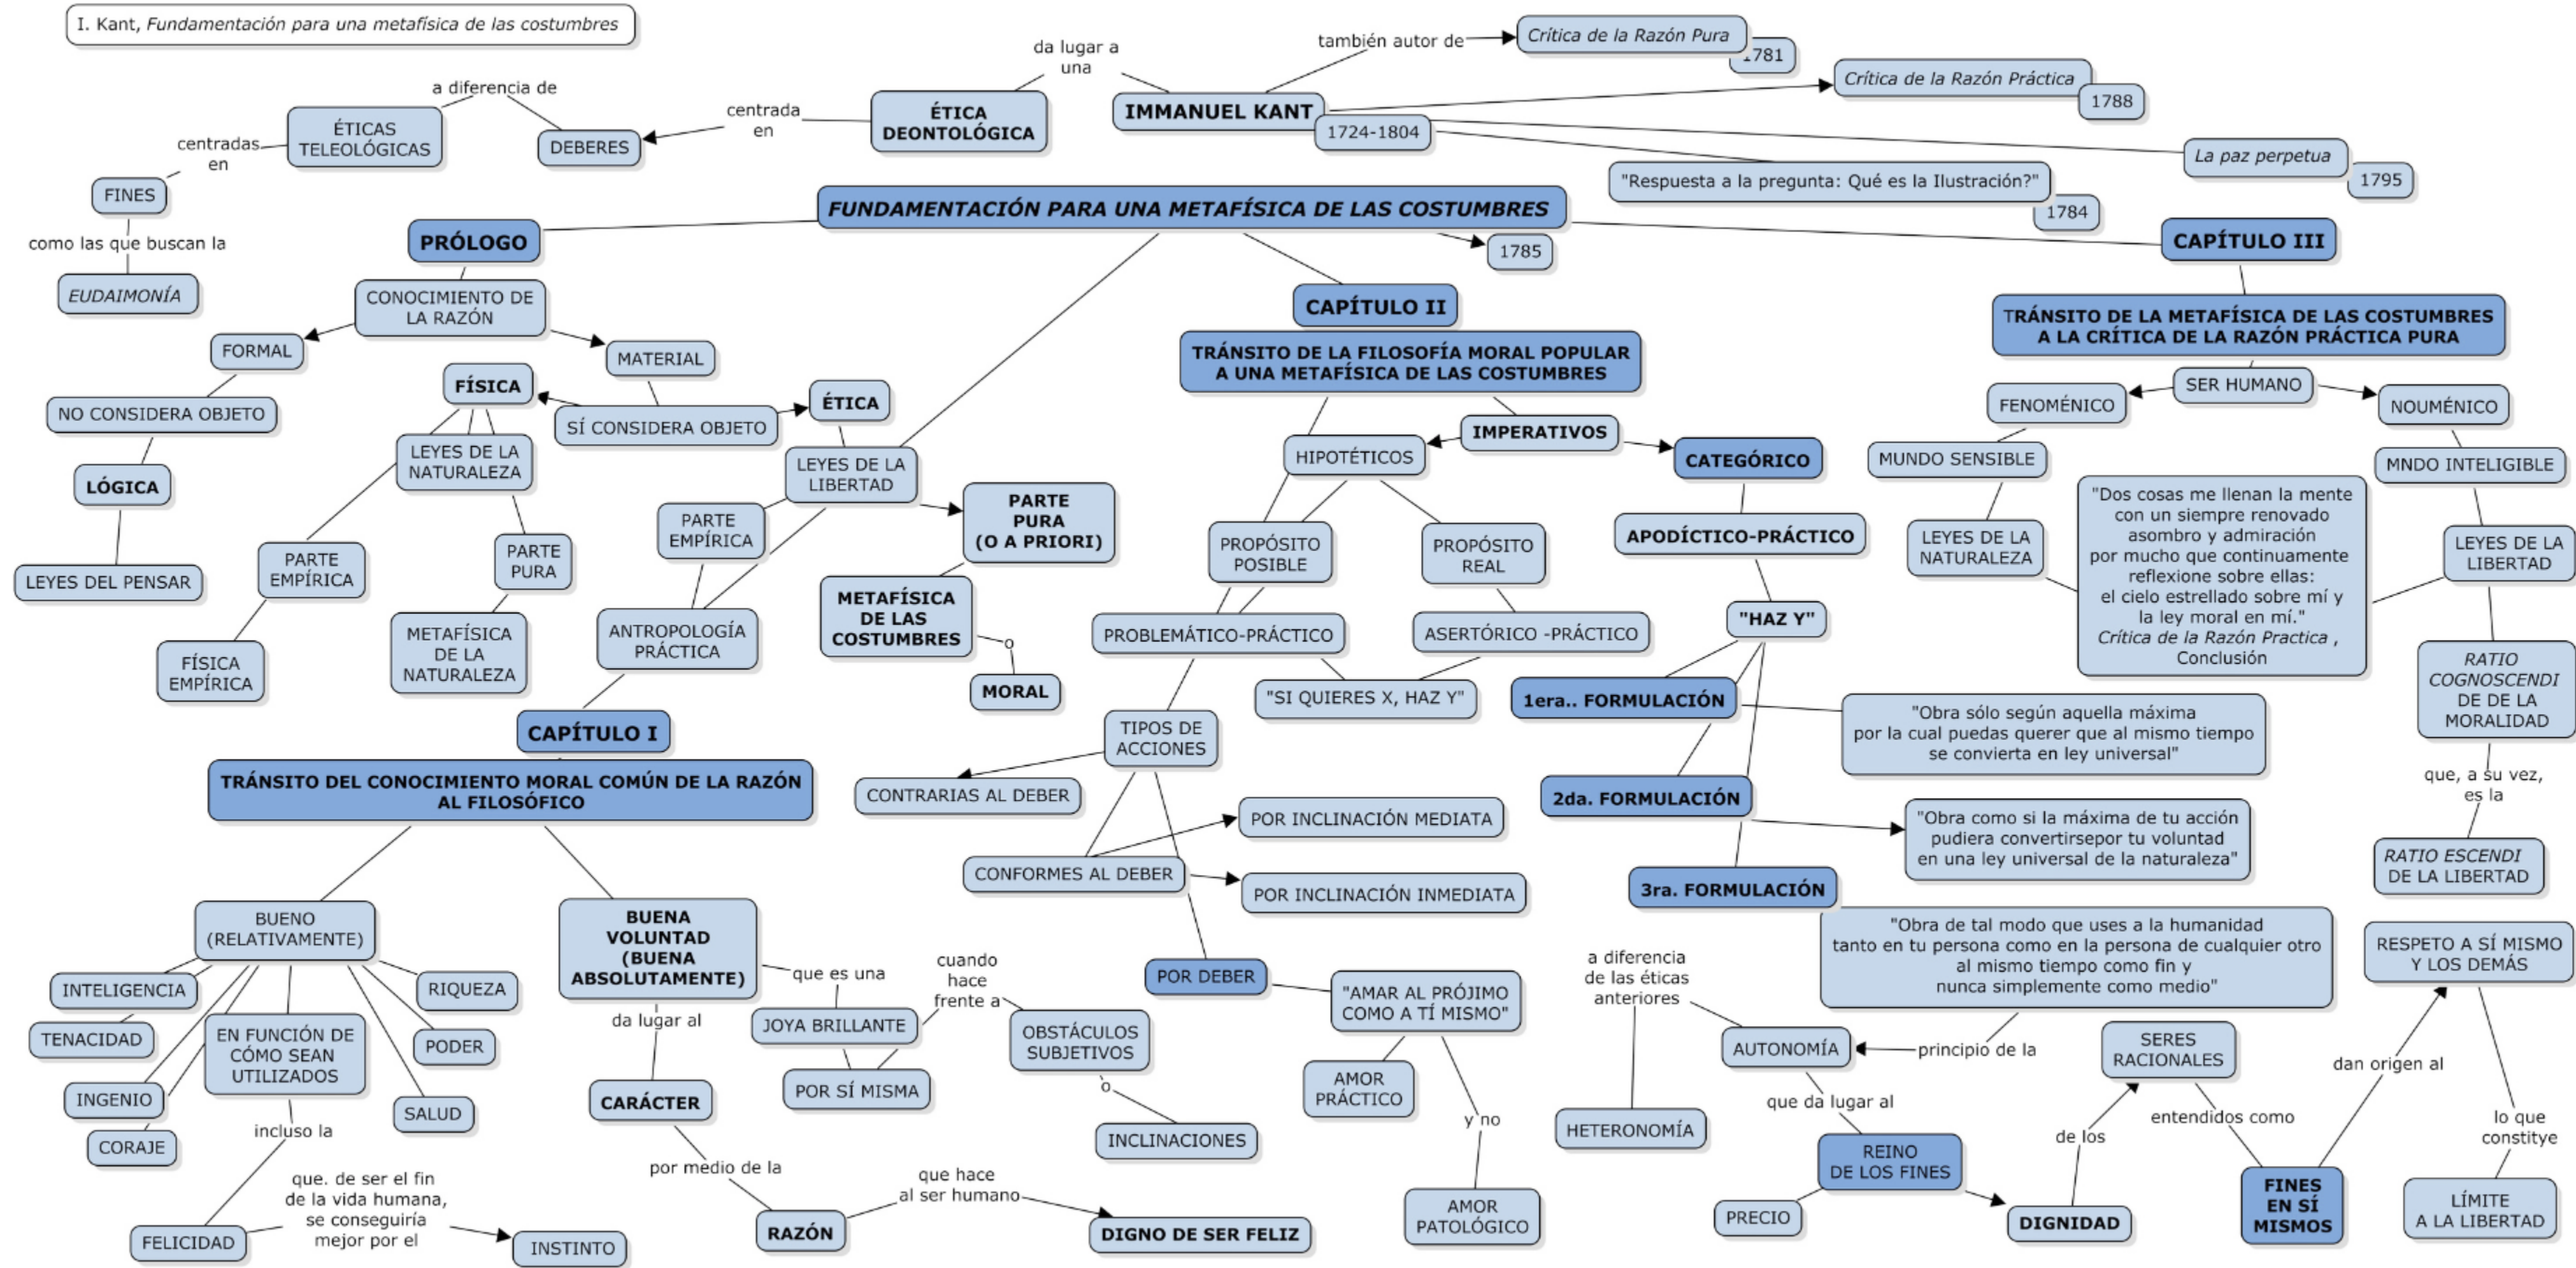 I. Kant, Fundamentación para una metafísica de las costumbres
da lugar a
una
también autor de
Crítica de la Razón Pura
1781
Crítica de la Razón Práctica
1788
a diferencia de
ÉTICAS
TELEOLÓGICAS
DEBERES
centrada
en
ÉTICA
DEONTOLÓGICA
IMMANUEL KANT
1724-1804
La paz perpetua
1795
"Respuesta a la pregunta: Qué es la Ilustración?"
1784
centradas
en
FINES
como las que buscan la
EUDAIMONÍA
FUNDAMENTACIÓN PARA UNA METAFÍSICA DE LAS COSTUMBRES
1785
PRÓLOGO
CONOCIMIENTO DE
LA RAZÓN
FORMAL
MATERIAL
NO CONSIDERA OBJETO
FÍSICA
SÍ CONSIDERA OBJETO
ÉTICA
LÓGICA
LEYES DE LA
NATURALEZA
LEYES DE LA
LIBERTAD
LEYES DEL PENSAR
PARTE
EMPÍRICA
PARTE
PURA
PARTE
EMPÍRICA
PARTE
PURA
(O A PRIORI)
FÍSICA
EMPÍRICA
METAFÍSICA
DE LA
NATURALEZA
ANTROPOLOGÍA
PRÁCTICA
METAFÍSICA
DE LAS
COSTUMBRES
o
MORAL
CAPÍTULO I
TRÁNSITO DEL CONOCIMIENTO MORAL COMÚN DE LA RAZÓN
AL FILOSÓFICO
BUENO
(RELATIVAMENTE)
INTELIGENCIA
TENACIDAD
INGENIO
CORAJE
EN FUNCIÓN DE
CÓMO SEAN
UTILIZADOS
RIQUEZA
PODER
SALUD
incluso la
FELICIDAD
que. de ser el fin
de la vida humana,
se conseguiría
mejor por el
INSTINTO
BUENA
VOLUNTAD
(BUENA
ABSOLUTAMENTE)
que es una
JOYA BRILLANTE
POR SÍ MISMA
cuando
hace
frente a
OBSTÁCULOS
SUBJETIVOS
o
INCLINACIONES
da lugar al
CARÁCTER
por medio de la
RAZÓN
que hace
al ser humano
DIGNO DE SER FELIZ
CAPÍTULO II
TRÁNSITO DE LA FILOSOFÍA MORAL POPULAR
A UNA METAFÍSICA DE LAS COSTUMBRES
IMPERATIVOS
HIPOTÉTICOS
CATEGÓRICO
PROPÓSITO
POSIBLE
PROPÓSITO
REAL
APODÍCTICO-PRÁCTICO
PROBLEMÁTICO-PRÁCTICO
ASERTÓRICO -PRÁCTICO
"HAZ Y"
"SI QUIERES X, HAZ Y"
TIPOS DE
ACCIONES
CONTRARIAS AL DEBER
CONFORMES AL DEBER
POR INCLINACIÓN MEDIATA
POR INCLINACIÓN INMEDIATA
POR DEBER
"AMAR AL PRÓJIMO
COMO A TÍ MISMO"
AMOR
PRÁCTICO
y no
AMOR
PATOLÓGICO
1era.. FORMULACIÓN
"Obra sólo según aquella máxima
por la cual puedas querer que al mismo tiempo
se convierta en ley universal"
2da. FORMULACIÓN
"Obra como si la máxima de tu acción
pudiera convertirsepor tu voluntad
en una ley universal de la naturaleza"
3ra. FORMULACIÓN
"Obra de tal modo que uses a la humanidad
tanto en tu persona como en la persona de cualquier otro
al mismo tiempo como fin y
nunca simplemente como medio"
a diferencia
de las éticas
anteriores
AUTONOMÍA
principio de la
HETERONOMÍA
que da lugar al
REINO
DE LOS FINES
PRECIO
DIGNIDAD
de los
SERES
RACIONALES
entendidos como
FINES
EN SÍ
MISMOS
dan origen al
RESPETO A SÍ MISMO
Y LOS DEMÁS
lo que
constitye
LÍMITE
A LA LIBERTAD
CAPÍTULO III
TRÁNSITO DE LA METAFÍSICA DE LAS COSTUMBRES
A LA CRÍTICA DE LA RAZÓN PRÁCTICA PURA
SER HUMANO
FENOMÉNICO
NOUMÉNICO
MUNDO SENSIBLE
MNDO INTELIGIBLE
LEYES DE LA
NATURALEZA
"Dos cosas me llenan la mente
con un siempre renovado
asombro y admiración
por mucho que continuamente
reflexione sobre ellas:
el cielo estrellado sobre mí y
la ley moral en mí."
Crítica de la Razón Practica ,
Conclusión
LEYES DE LA
LIBERTAD
RATIO
COGNOSCENDI
DE DE LA
MORALIDAD
que, a su vez,
es la
RATIO ESCENDI
DE LA LIBERTAD